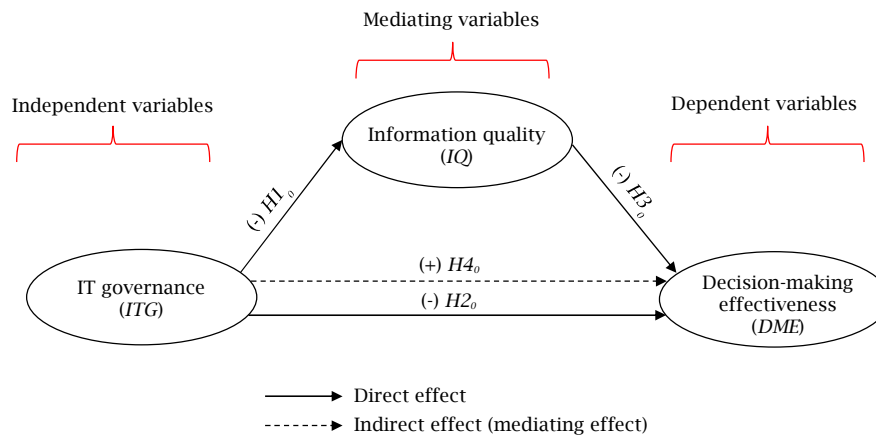 Mediating variables
Independent variables
Dependent variables
Information quality
(IQ)
(-) H1₀
(-) H3₀
(+) H4₀
IT governance
(ITG)
(-) H2₀
Decision-making
effectiveness
(DME)
Direct effect
Indirect effect (mediating effect)